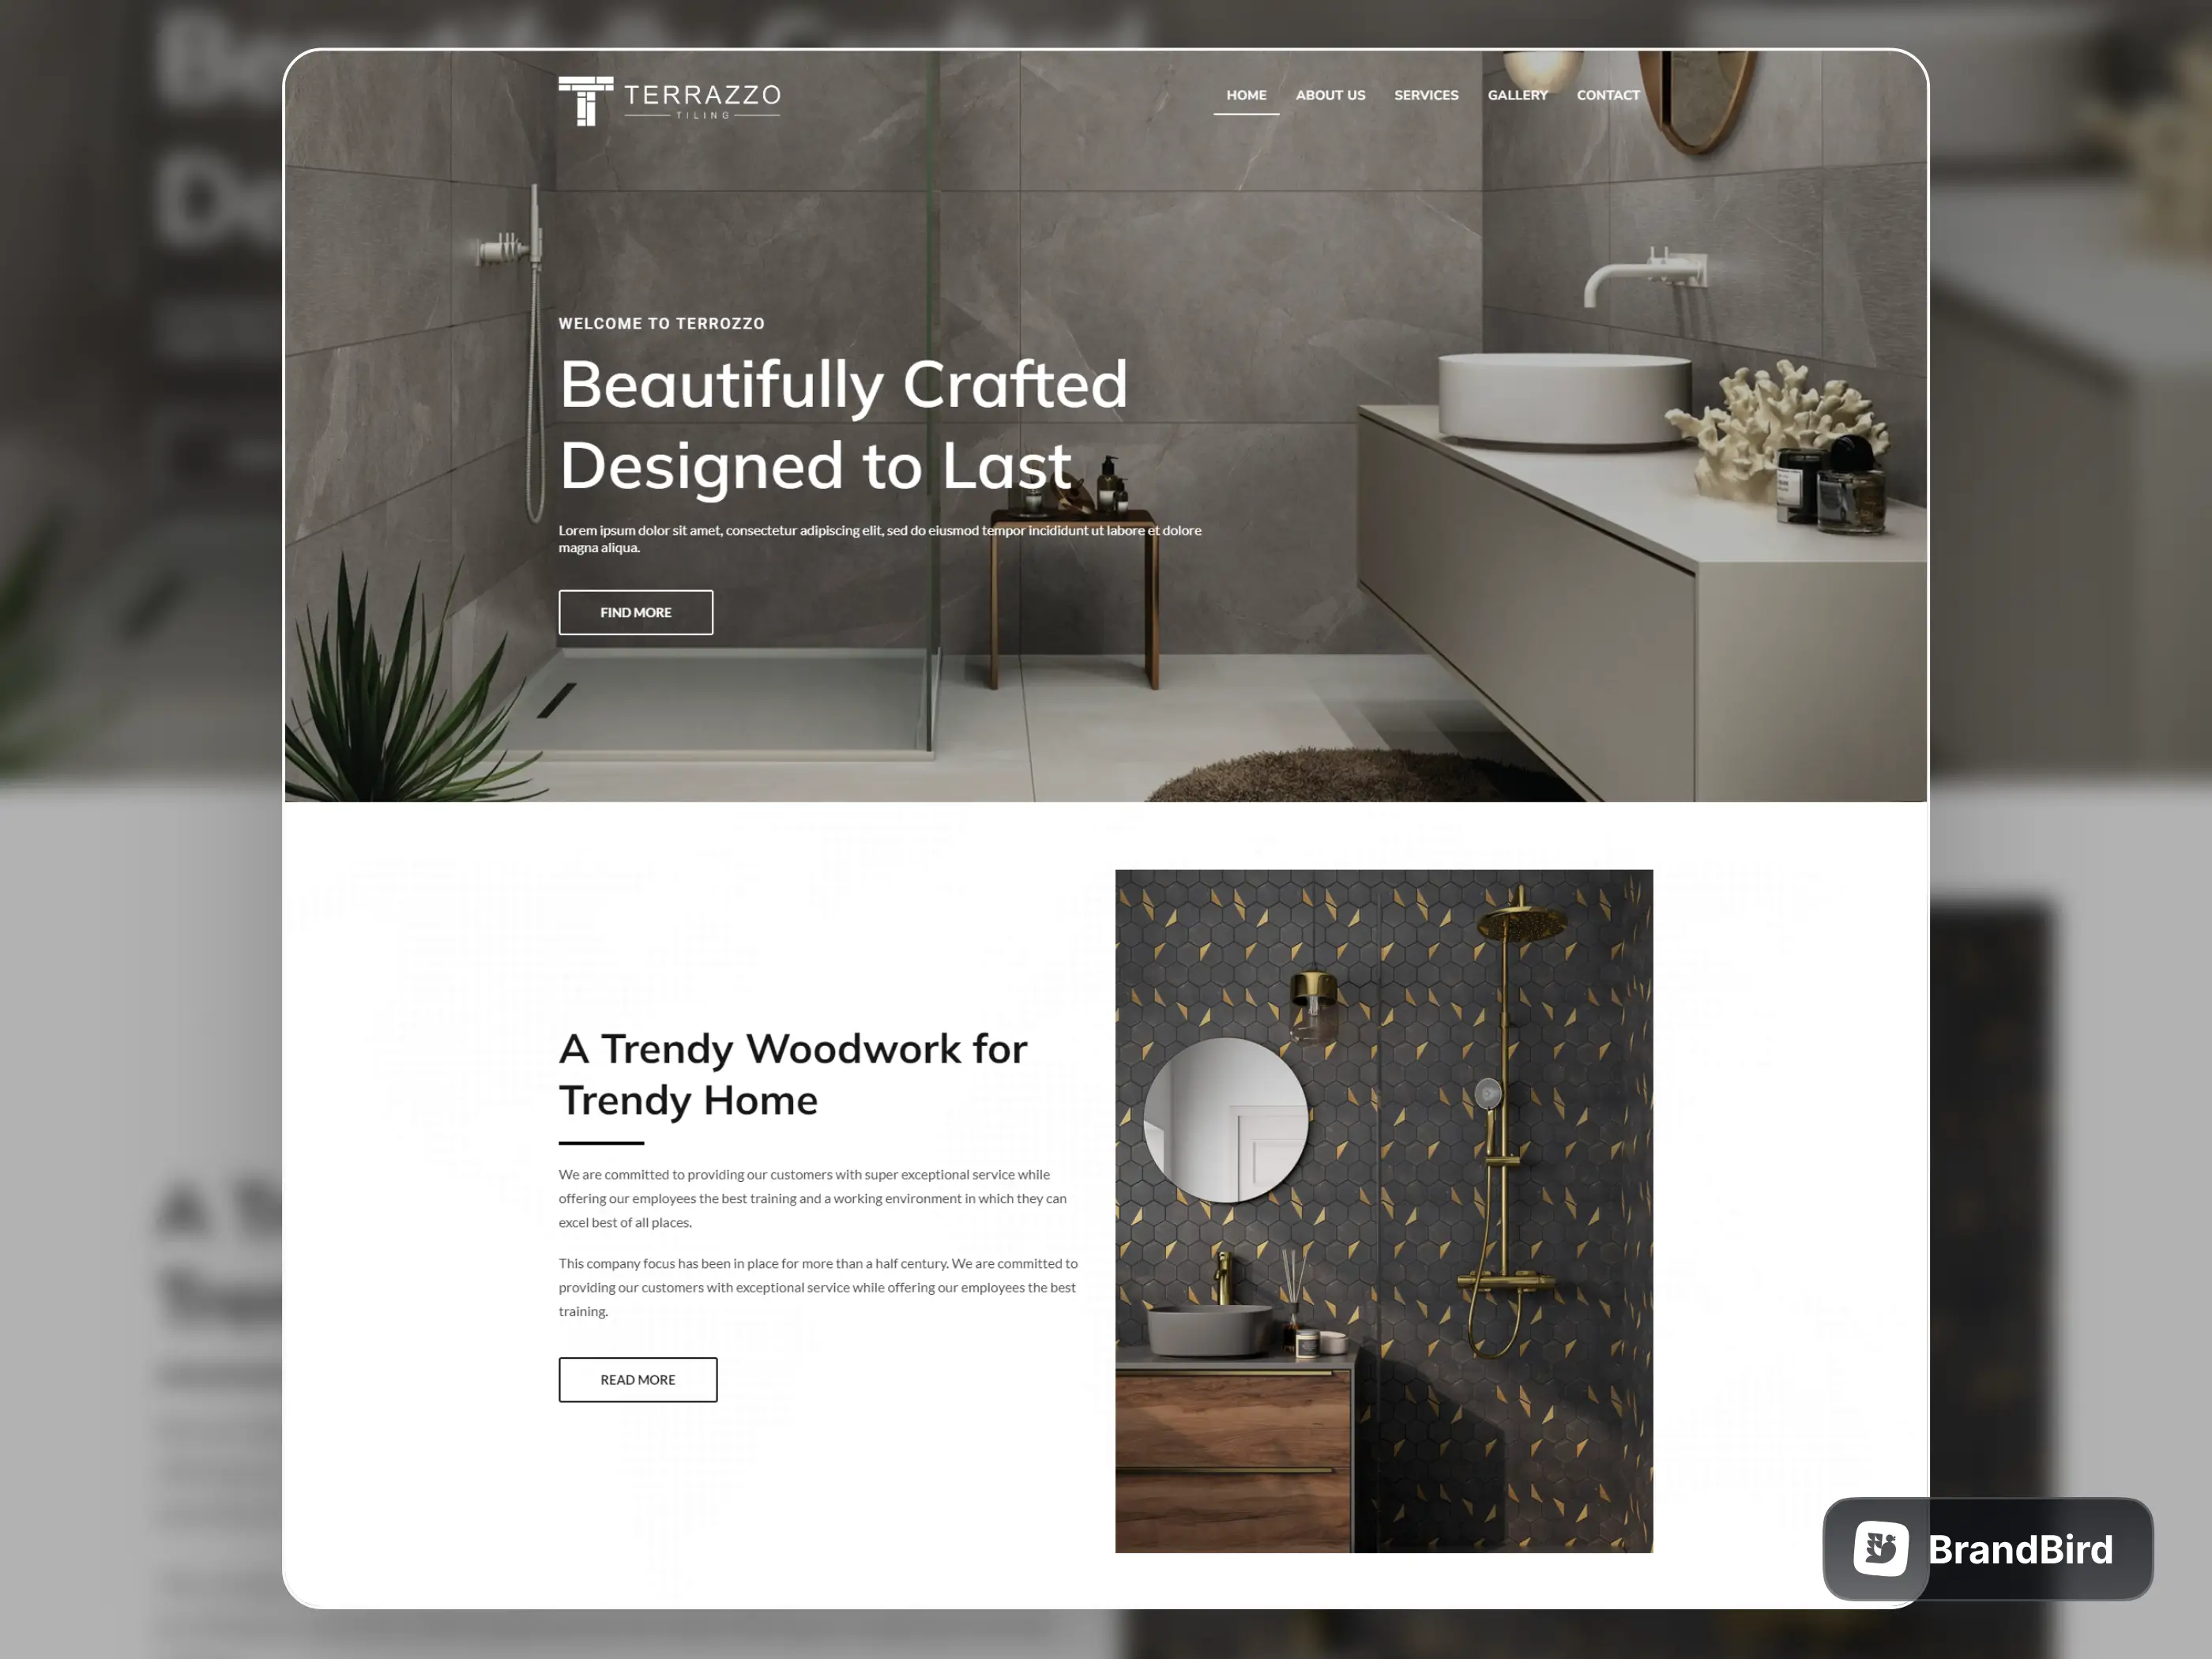 TERRAZZO
TILING
HOME ABOUT US SERVICES GALLERY CONTACT
WELCOME TO TERROZZO
Beautifully Crafted
Designed to Last
Lorem ipsum dolor sit amet, consectetur adipiscing elit, sed do eiusmod tempor incididunt ut labore et dolore
magna aliqua.
FIND MORE
A Trendy Woodwork for
Trendy Home
We are committed to providing our customers with super exceptional service while
offering our employees the best training and a working environment in which they can
excel best of all places.
This company focus has been in place for more than a half century. We are committed to
providing our customers with exceptional service while offering our employees the best
training.
READ MORE
BrandBird